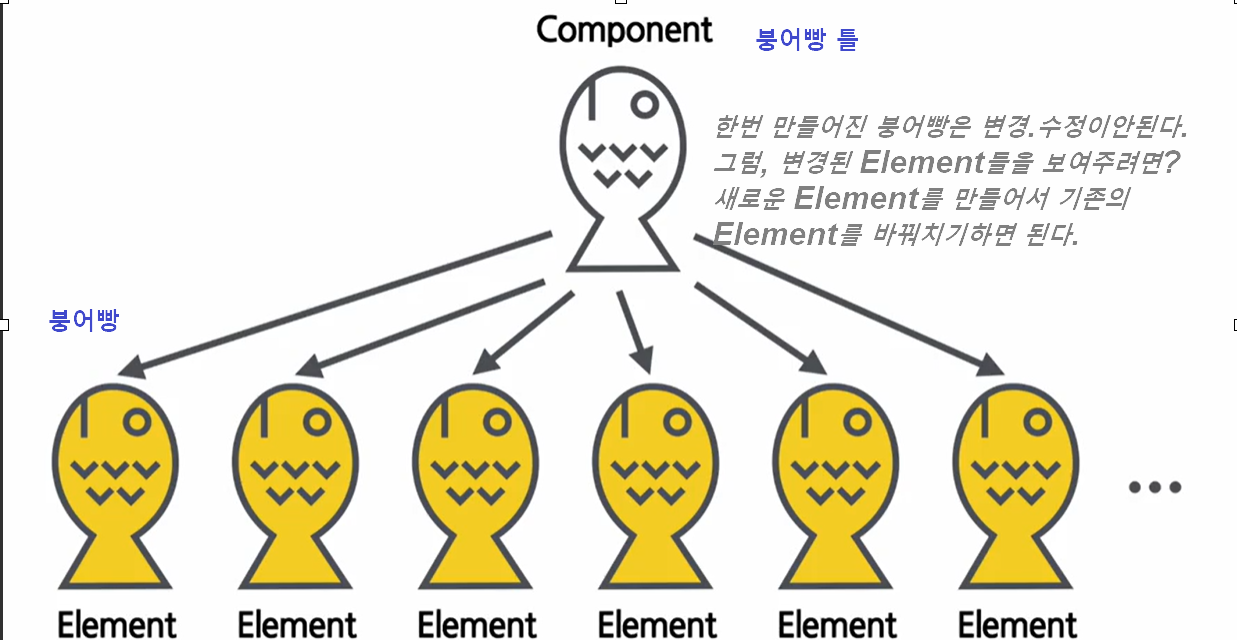 Component
붕어빵 틀
한번 만들어진 붕어빵은 변경.수정이안된다.
그럼, 변경된 Element들을 보여주려면?
새로운 Element를 만들어서 기존의
Element를 바꿔치기하면 된다.
붕어빵
Element Element Element Element Element Element